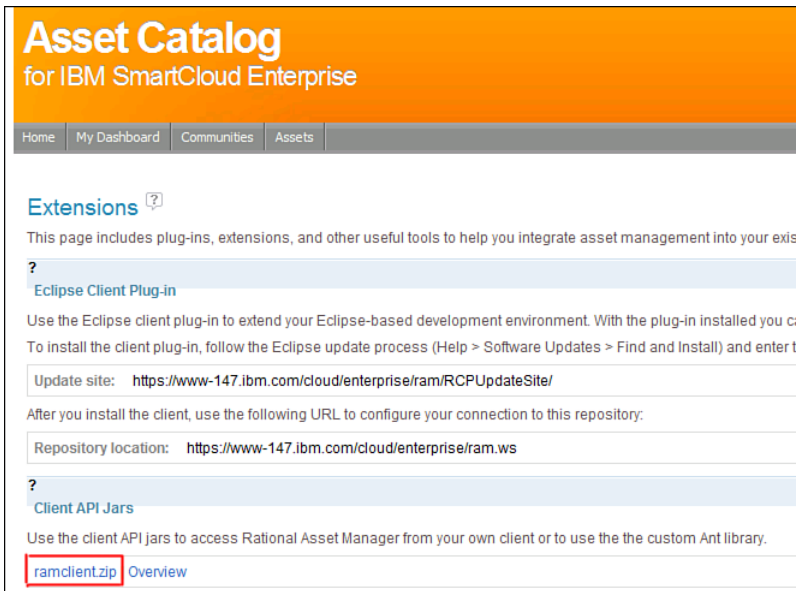 Asset Catalog
for IBM SmartCloud Enterprise
Home My Dashboard Communities Assets
Extensions ?
This page includes plug-ins, extensions, and other useful tools to help you integrate asset management into your exis
?
Eclipse Client Plug-in
Use the Eclipse client plug-in to extend your Eclipse-based development environment. With the plug-in installed you ca
To install the client plug-in, follow the Eclipse update process (Help > Software Updates > Find and Install) and enter t
Update site: https://www-147.ibm.com/cloud/enterprise/ram/RCPUpdateSite/
After you install the client, use the following URL to configure your connection to this repository:
Repository location: https://www-147.ibm.com/cloud/enterprise/ram.ws
?
Client API Jars
Use the client API jars to access Rational Asset Manager from your own client or to use the the custom Ant library.
ramclient.zip Overview